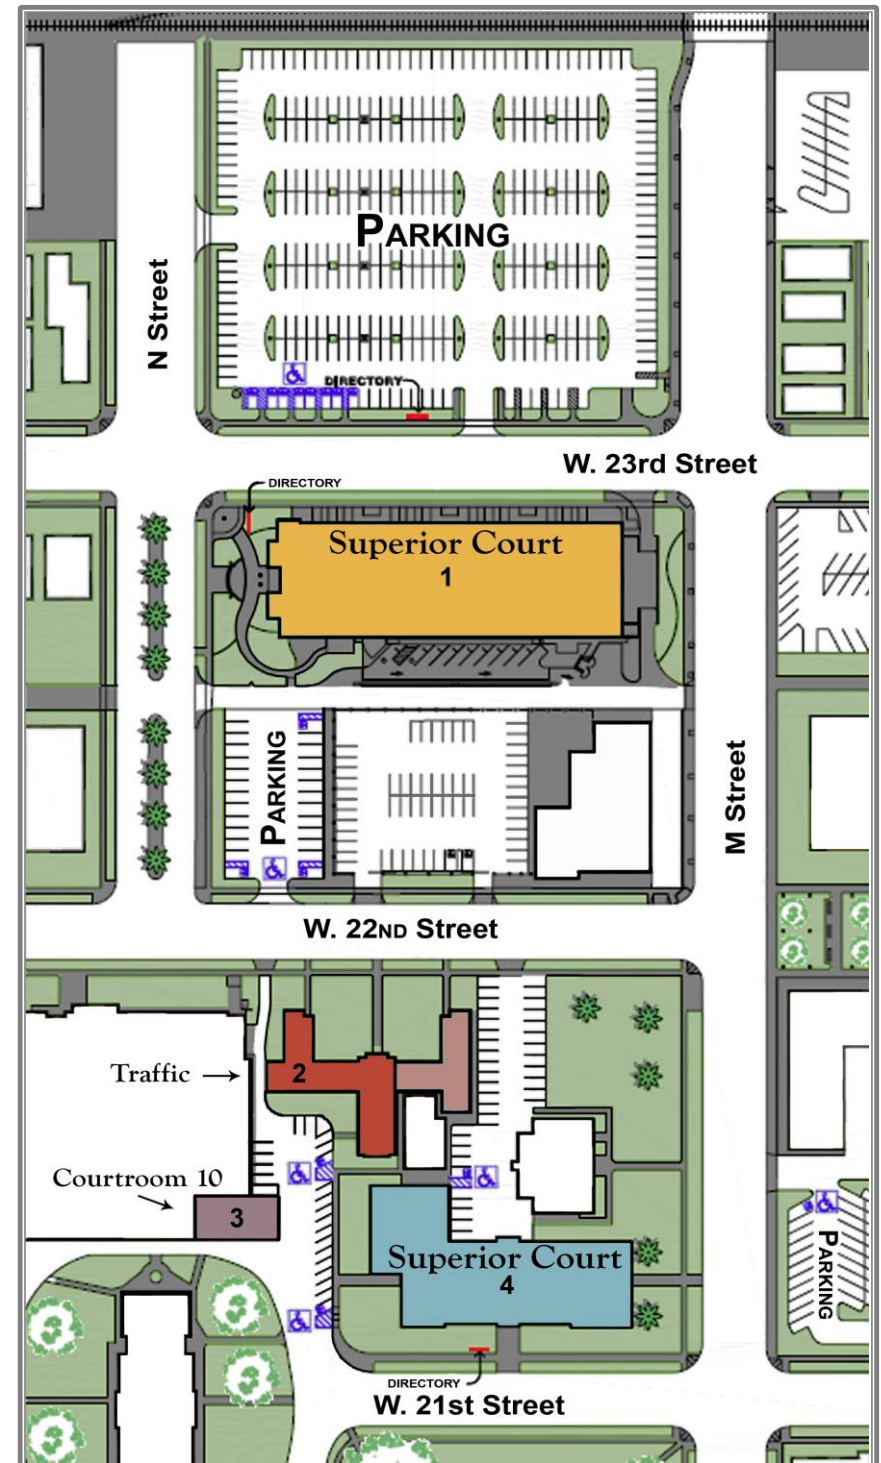 PARKING
N Street
DIRECTORY
W. 23rd Street
DIRECTORY
Superior Court
1
PARKING
M Street
W. 22ND Street
Traffic
2
Courtroom 10
3
Superior Court
4
PARKING
DIRECTORY
W. 21st Street